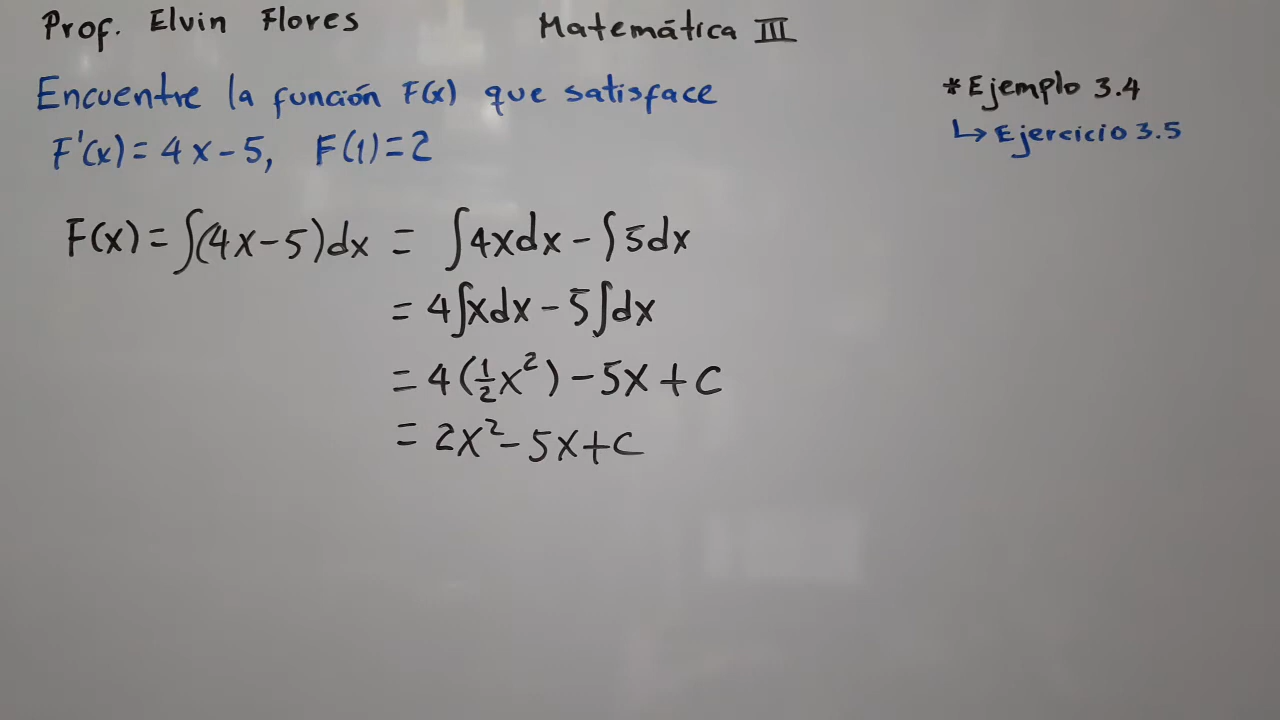 Prof. Elvin Flores
Matemática III
Encuentre la función F(x) que satisface
F'(x) = 4x - 5, F(1) = 2
* Ejemplo 3.4
↳ Ejercicio 3.5
F(x) = ∫(4x - 5)dx = ∫4xdx - ∫5dx
= 4∫xdx - 5∫dx
= 4(½x²) - 5x + C
= 2x² - 5x + C